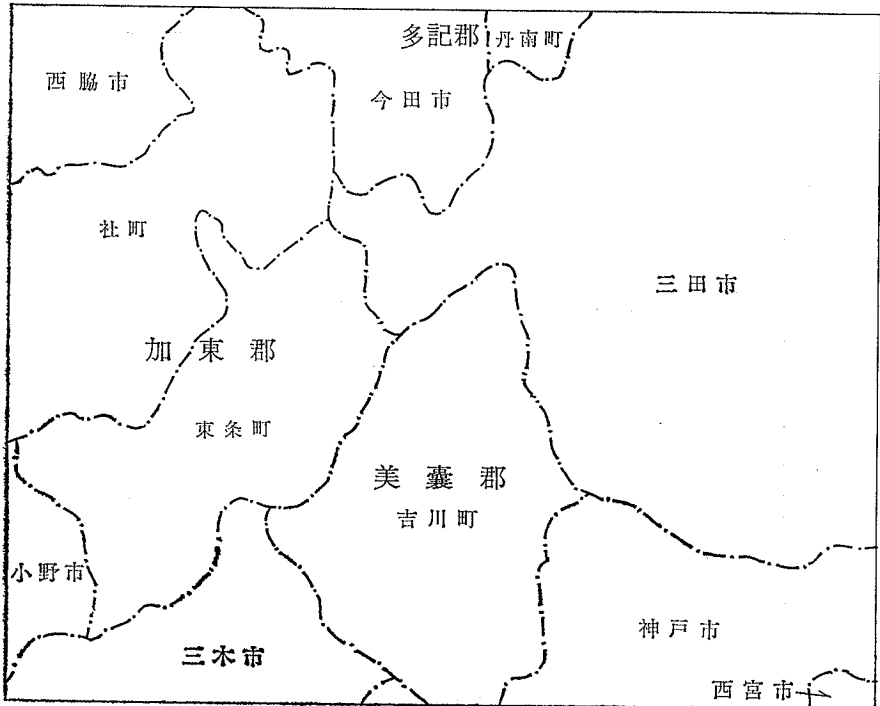 多記郡
丹南町
西脇市
今田市
社町
三田市
加東郡
東条町
美嚢郡
吉川町
小野市
神戸市
三木市
西宮市